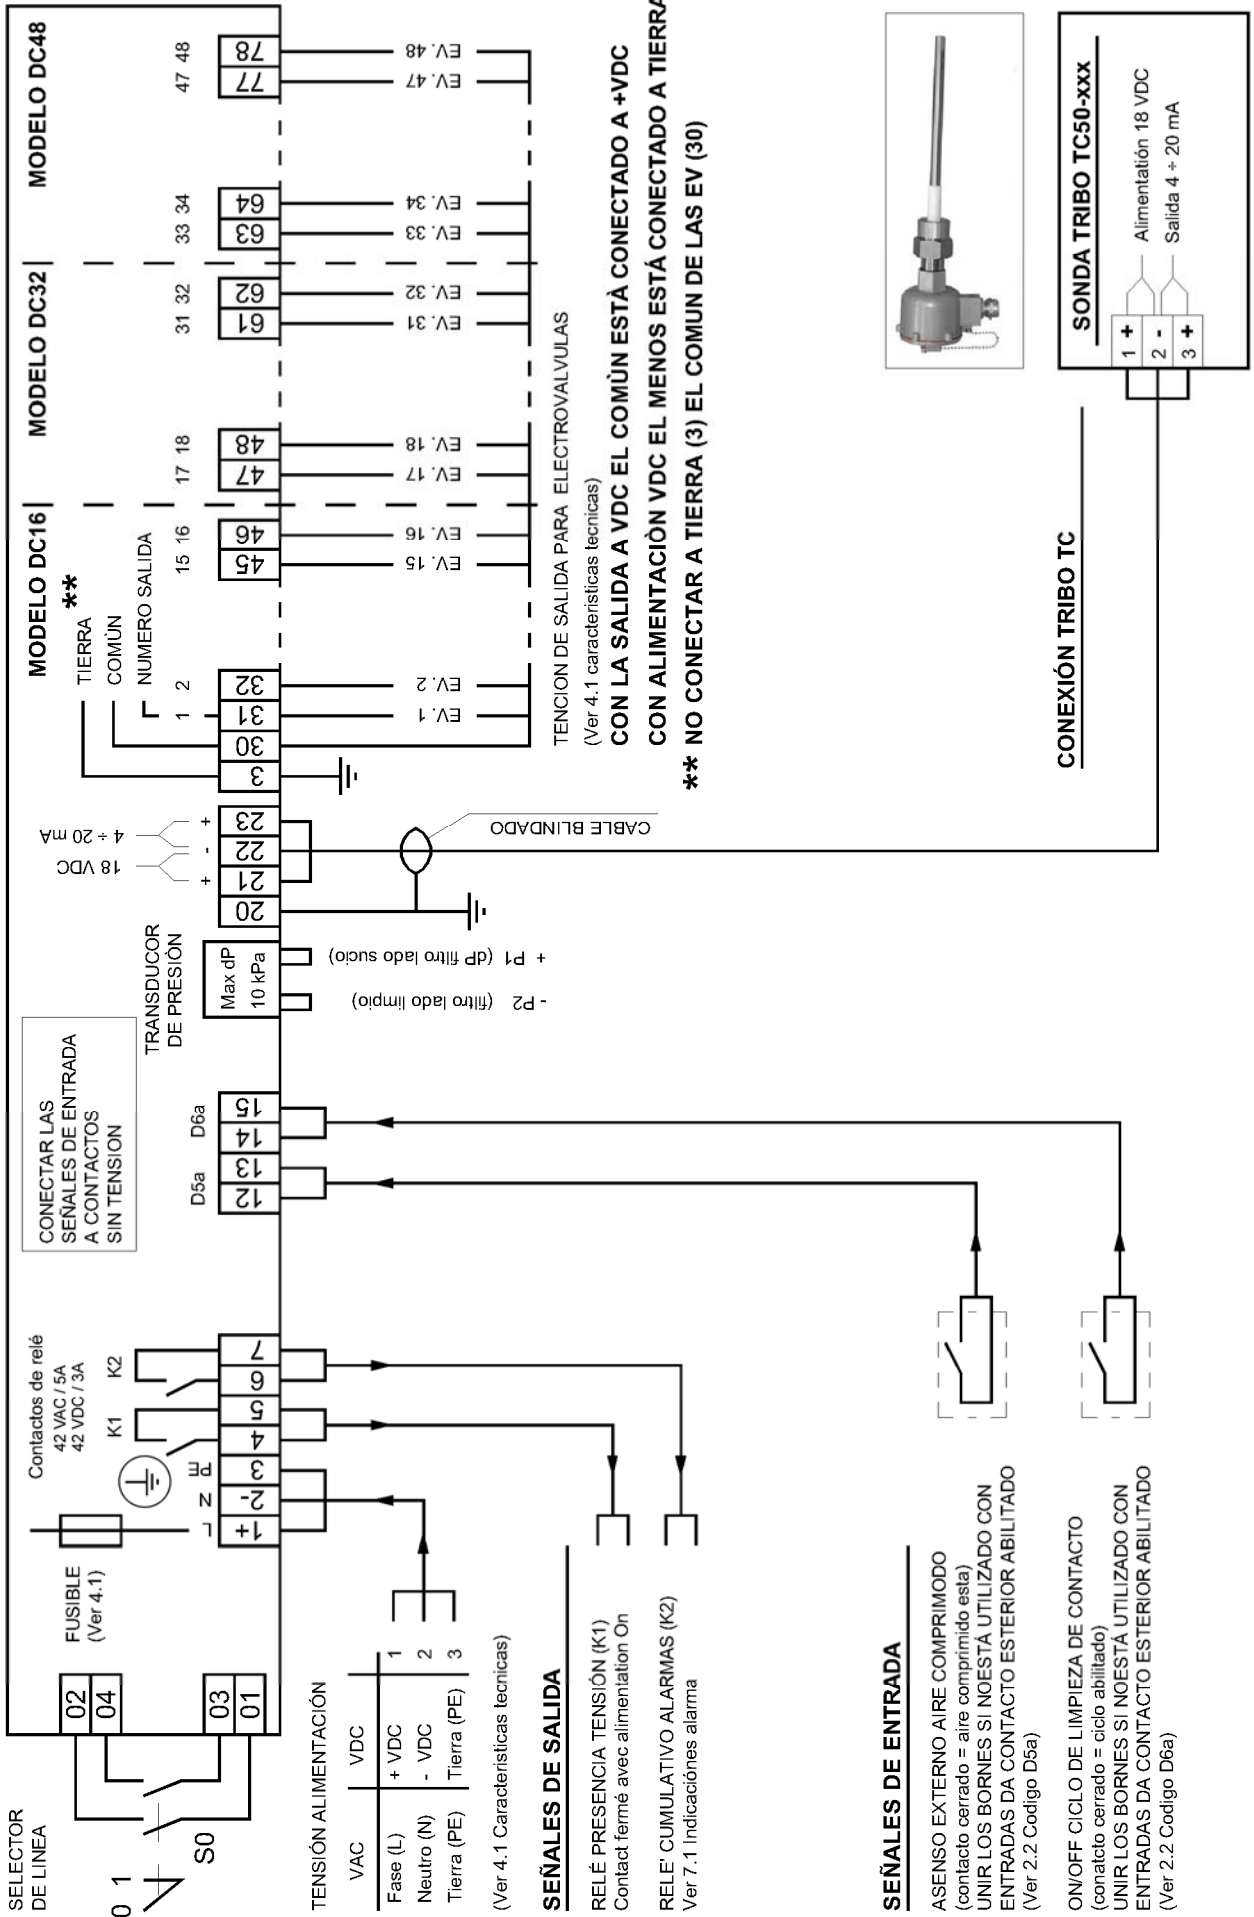 SELECTOR
DE LINEA
0 1
S0
02
04
03
01
FUSIBLE
(Ver 4.1)
L
N
PE
1+
2-
3
4
5
6
7
Contactos de relé
42 VAC / 5A
42 VDC / 3A
K1
K2
CONECTAR LAS
SEÑALES DE ENTRADA
A CONTACTOS
SIN TENSION
D5a
D6a
12
13
14
15
TRANSDUCOR
DE PRESIÓN
Max dP
10 kPa
- P2 (filtro lado limpio)
+ P1 (dP filtro lado sucio)
18 VDC
4 ÷ 20 mA
+
-
+
20
21
22
23
CABLE BLINDADO
MODELO DC16
TIERRA
**
COMÙN
NUMERO SALIDA
1 2
15 16
3
30
31
32
45
46
EV. 1
EV. 2
EV. 15
EV. 16
MODELO DC32
17 18
31 32
47
48
61
62
EV. 17
EV. 18
EV. 31
EV. 32
MODELO DC48
33 34
47 48
63
64
77
78
EV. 33
EV. 34
EV. 47
EV. 48
TENCION DE SALIDA PARA ELECTROVALVULAS
(Ver 4.1 caracteristicas tecnicas)
CON LA SALIDA A VDC EL COMÙN ESTÀ CONECTADO A +VDC
CON ALIMENTACIÒN VDC EL MENOS ESTÁ CONECTADO A TIERRA
** NO CONECTAR A TIERRA (3) EL COMUN DE LAS EV (30)
TENSIÓN ALIMENTACIÓN
VAC VDC
Fase (L) + VDC 1
Neutro (N) - VDC 2
Tierra (PE) Tierra (PE) 3
(Ver 4.1 Caracteristicas tecnicas)
SEÑALES DE SALIDA
RELÉ PRESENCIA TENSIÓN (K1)
Contact fermé avec alimentation On
RELE' CUMULATIVO ALARMAS (K2)
Ver 7.1 Indicaciónes alarma
SEÑALES DE ENTRADA
ASENSO EXTERNO AIRE COMPRIMODO
(contacto cerrado = aire comprimido esta)
UNIR LOS BORNES SI NOESTÁ UTILIZADO CON
ENTRADAS DA CONTACTO ESTERIOR ABILITADO
(Ver 2.2 Codigo D5a)
ON/OFF CICLO DE LIMPIEZA DE CONTACTO
(conatcto cerrado = ciclo abilitado)
UNIR LOS BORNES SI NOESTÁ UTILIZADO CON
ENTRADAS DA CONTACTO ESTERIOR ABILITADO
(Ver 2.2 Codigo D6a)
CONEXIÓN TRIBO TC
SONDA TRIBO TC50-xxx
1 +
2 -
3 +
Alimentatión 18 VDC
Salida 4 ÷ 20 mA